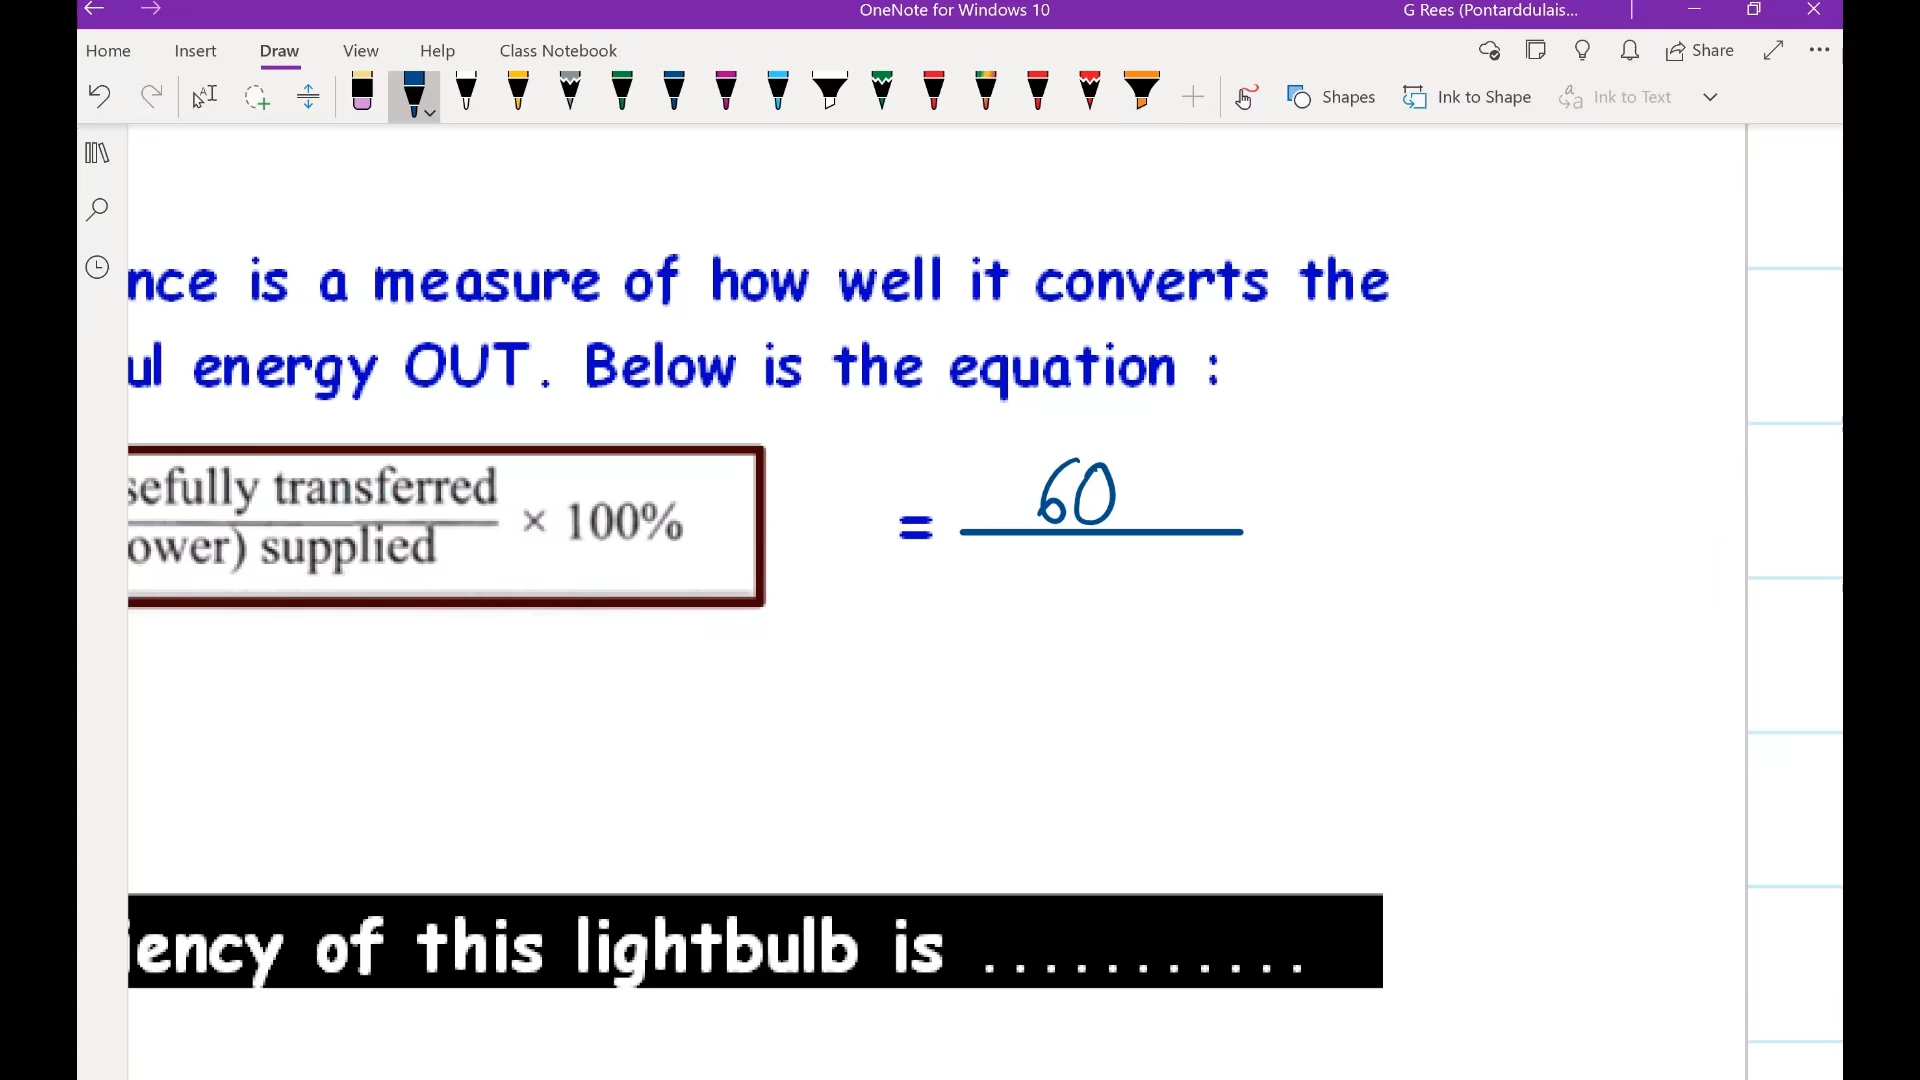 OneNote for Windows 10
G Rees (Pontarddulais...
Home Insert Draw View Help Class Notebook
Share
Shapes Ink to Shape Ink to Text
nce is a measure of how well it converts the
ul energy OUT. Below is the equation :
sefully transferred
ower) supplied
× 100%
= 60
iency of this lightbulb is ...........